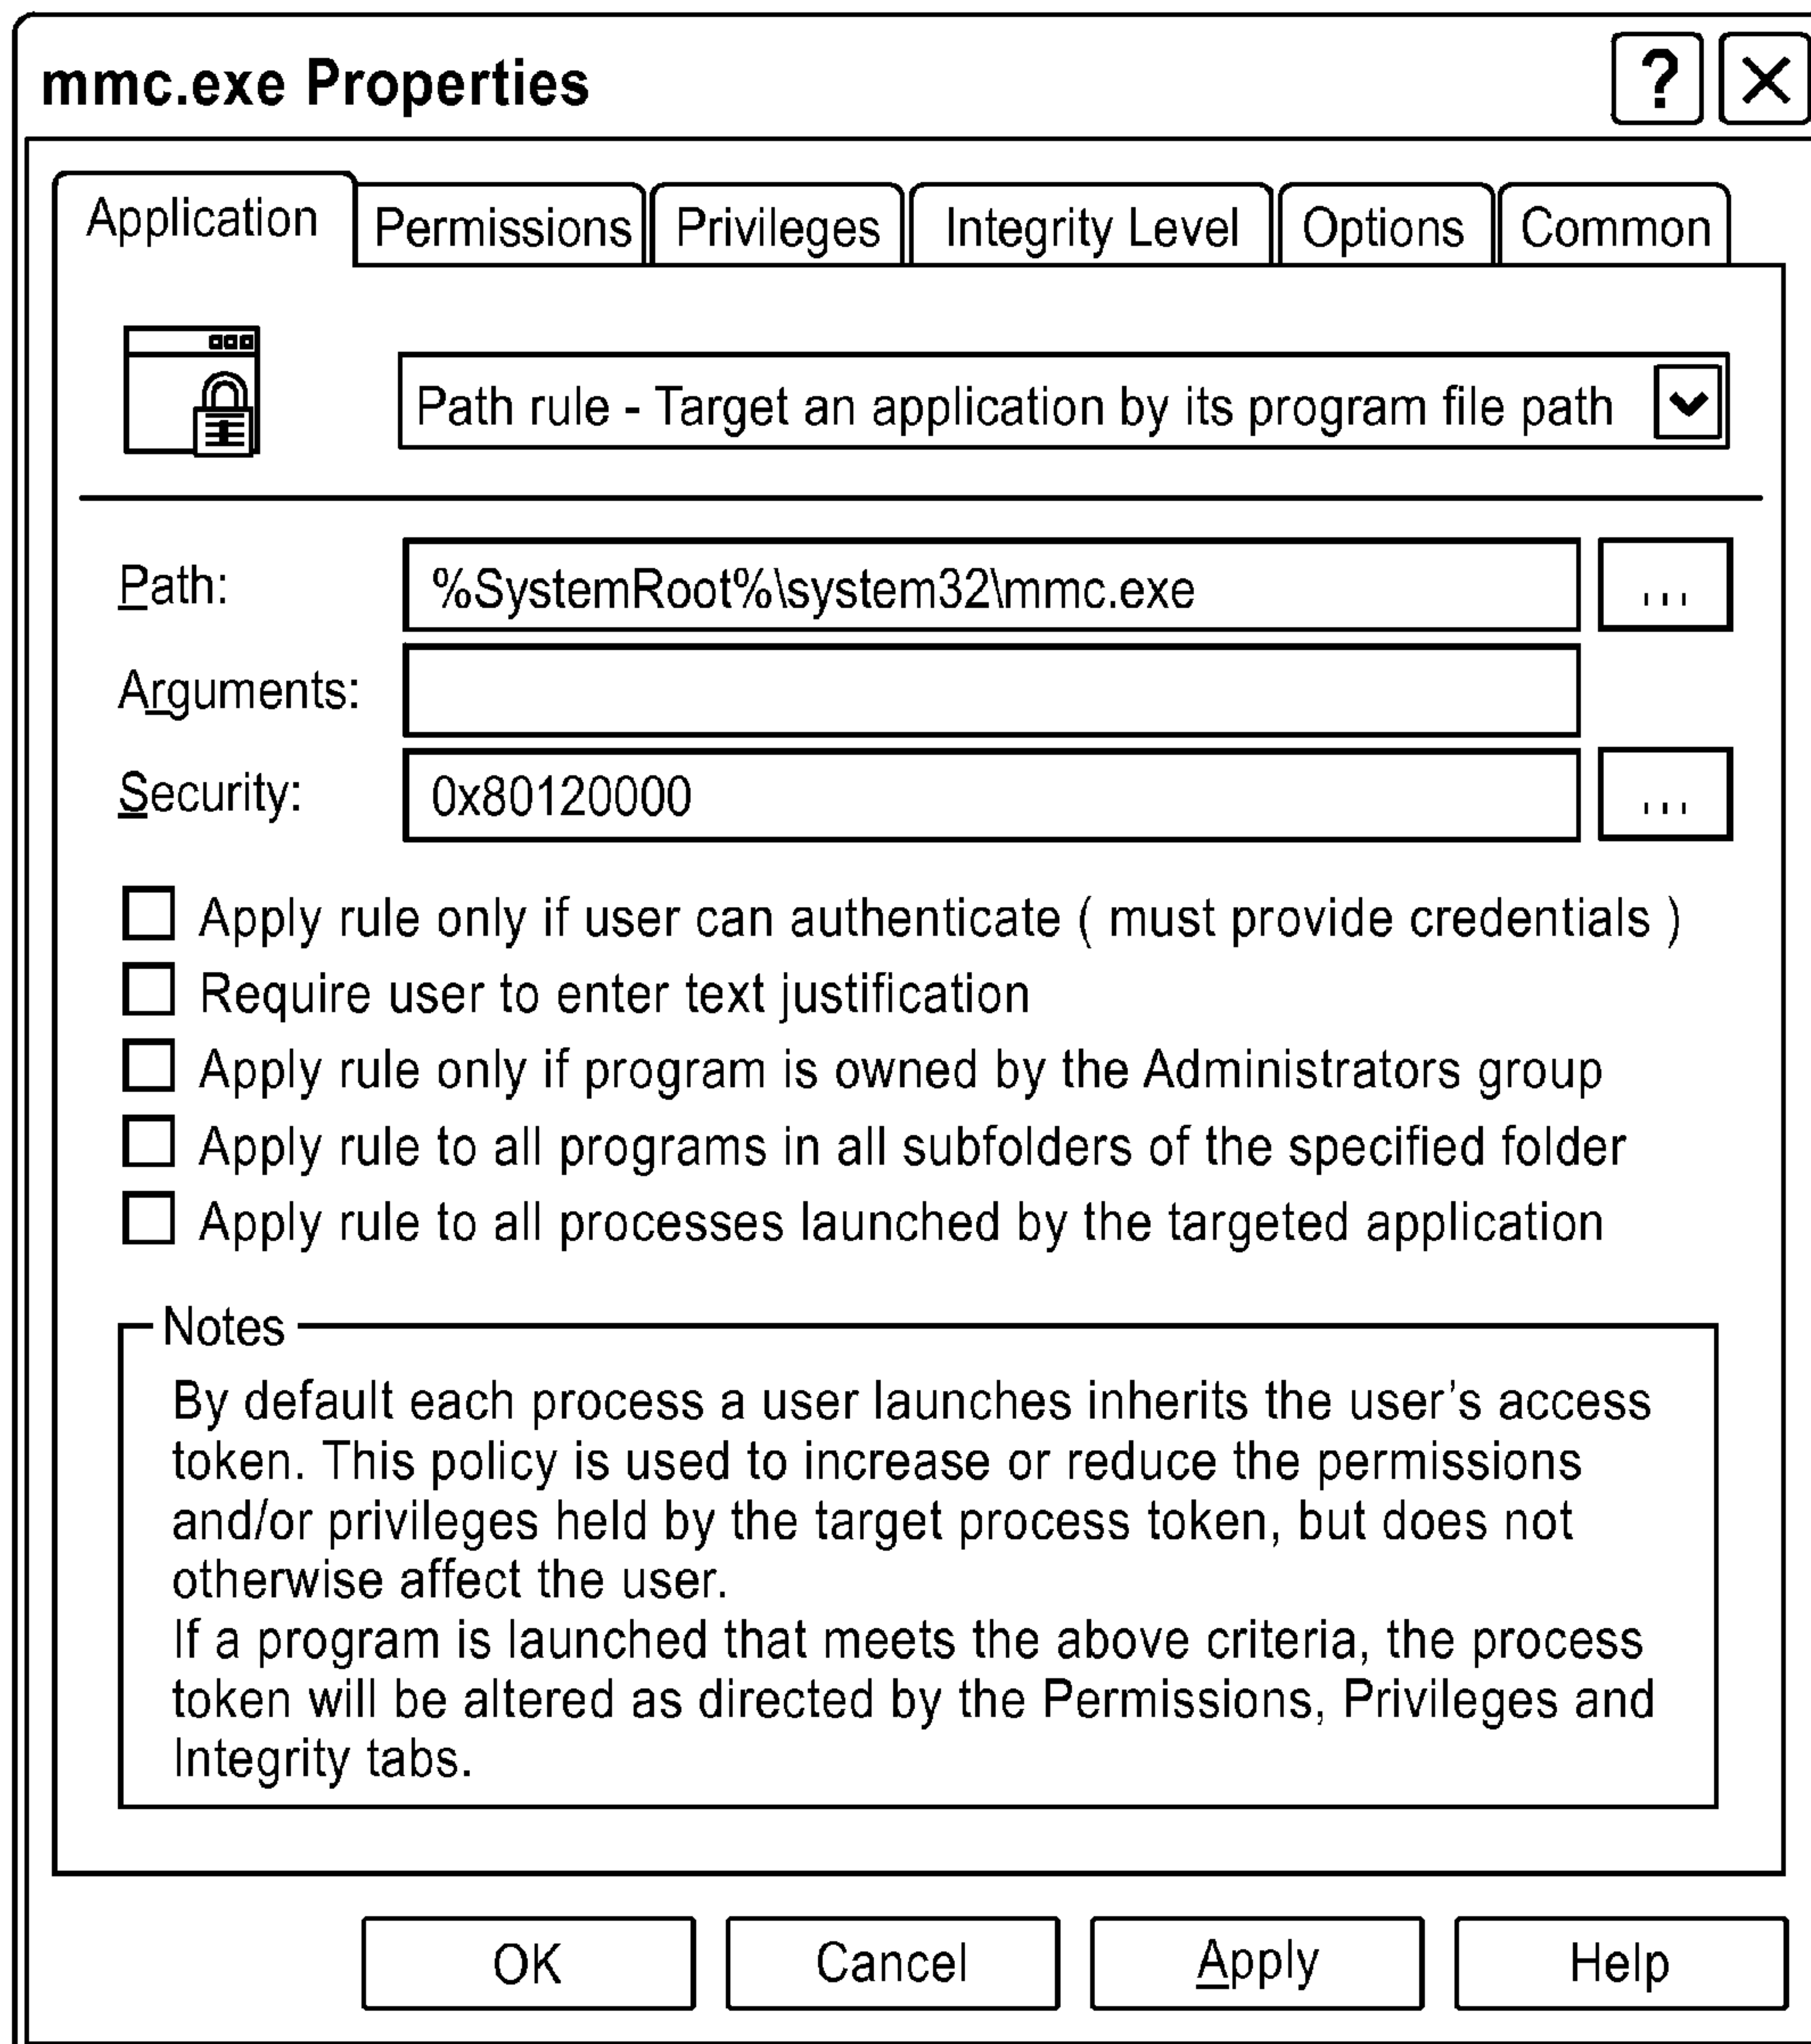 mmc.exe Properties ?
Application Permissions Privileges Integrity Level Options Common
Path rule - Target an application by its program file path
Path: %SystemRoot%\system32\mmc.exe ...
Arguments:
Security: 0x80120000 ...
Apply rule only if user can authenticate ( must provide credentials )
Require user to enter text justification
Apply rule only if program is owned by the Administrators group
Apply rule to all programs in all subfolders of the specified folder
Apply rule to all processes launched by the targeted application
Notes
By default each process a user launches inherits the user’s access
token. This policy is used to increase or reduce the permissions
and/or privileges held by the target process token, but does not
otherwise affect the user.
If a program is launched that meets the above criteria, the process
token will be altered as directed by the Permissions, Privileges and
Integrity tabs.
OK Cancel Apply Help